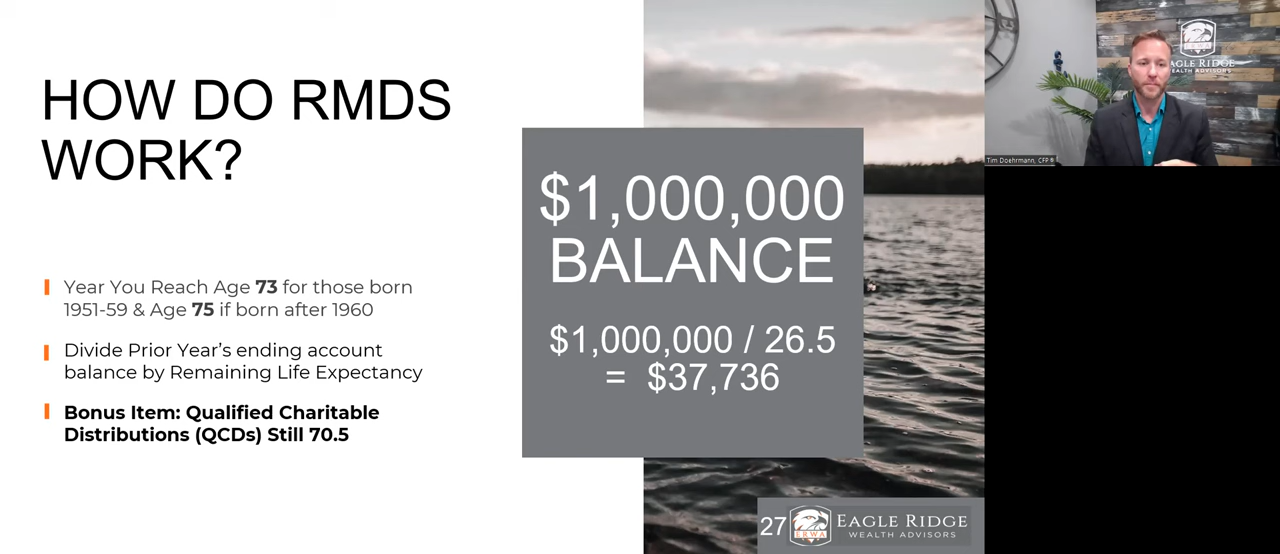 HOW DO RMDS
WORK?
Year You Reach Age 73 for those born
1951-59 & Age 75 if born after 1960
Divide Prior Year’s ending account
balance by Remaining Life Expectancy
Bonus Item: Qualified Charitable
Distributions (QCDs) Still 70.5
$1,000,000
BALANCE
$1,000,000 / 26.5
= $37,736
27
ERWA
EAGLE RIDGE
WEALTH ADVISORS
ERWA
EAGLE RIDGE
WEALTH ADVISORS
Tim Doehrmann, CFP®